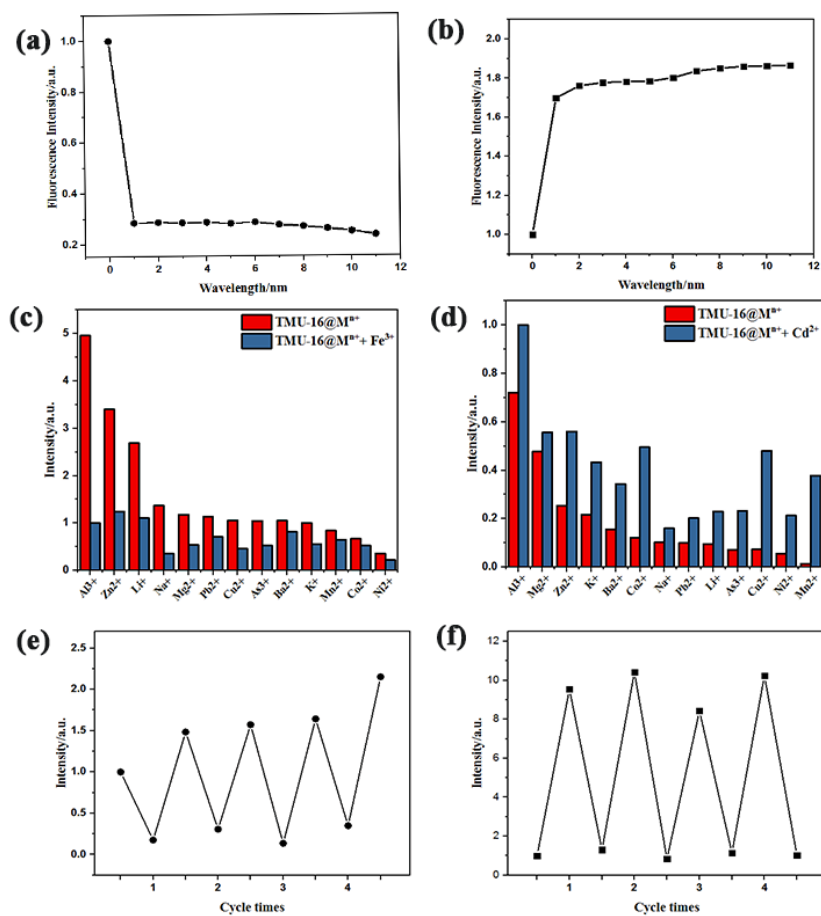 (a)
1.0
0.8
0.6
0.4
0.2
Fluorescence Intensity/a.u.
0 2 4 6 8 10 12
Wavelength/nm
(b)
2.0
1.8
1.6
1.4
1.2
1.0
Fluorescence Intensity/a.u.
0 2 4 6 8 10 12
Wavelength/nm
(c)
TMU-16@Mⁿ⁺
TMU-16@Mⁿ⁺+ Fe³⁺
5
4
3
2
1
0
Intensity/a.u.
Al3+ Zn2+ Li+ Na+ Mg2+ Pb2+ Cu2+ As3+ Ba2+ K+ Mn2+ Co2+ Ni2+
(d)
TMU-16@Mⁿ⁺
TMU-16@Mⁿ⁺+ Cd²⁺
1.0
0.8
0.6
0.4
0.2
0.0
Intensity/a.u.
Al3+ Mg2+ Zn2+ K+ Ba2+ Co2+ Na+ Pb2+ Li+ As3+ Cu2+ Ni2+ Mn2+
(e)
2.5
2.0
1.5
1.0
0.5
0.0
Intensity/a.u.
1 2 3 4
Cycle times
(f)
12
10
8
6
4
2
0
Intensity/a.u.
1 2 3 4
Cycle times